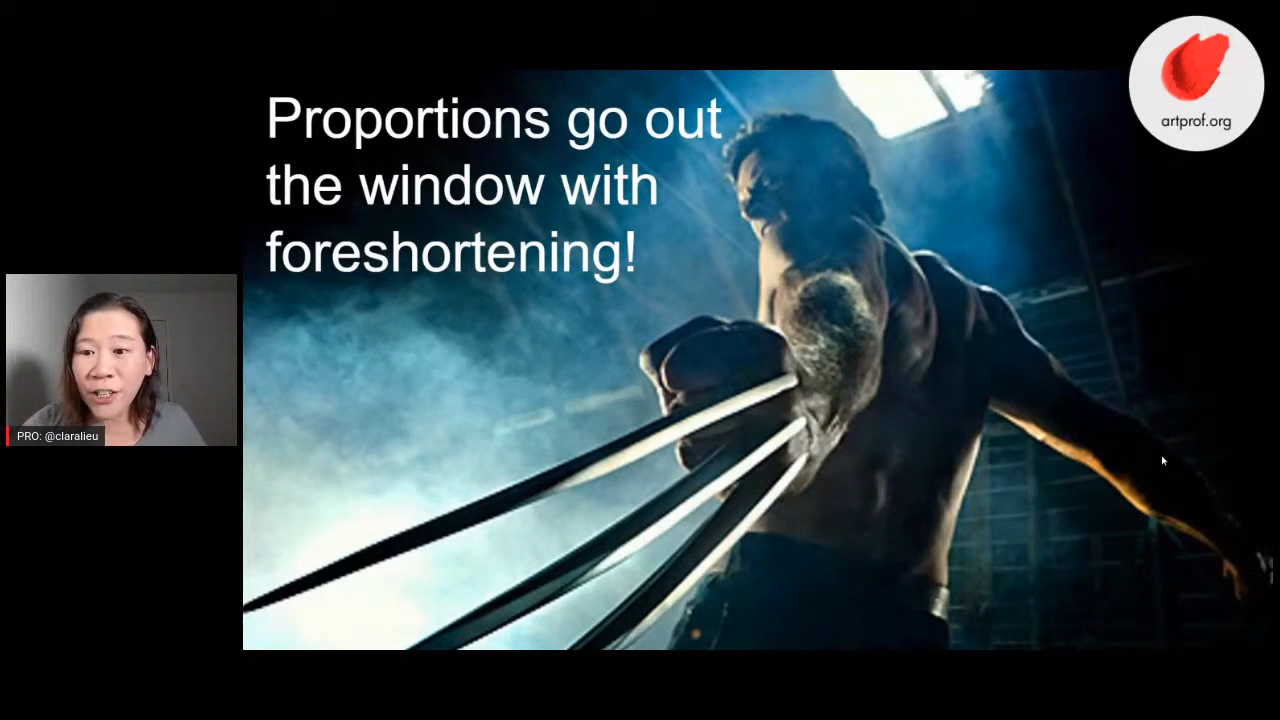 Proportions go out
the window with
foreshortening!
artprof.org
PRO: @claralieu